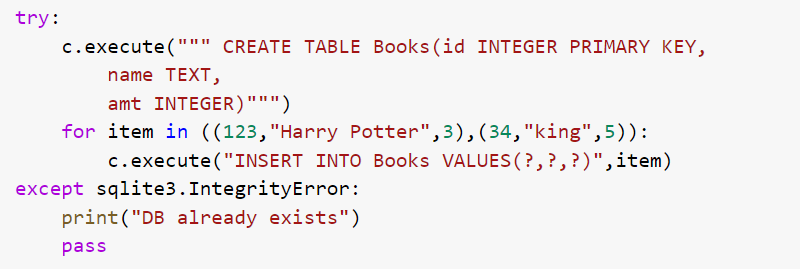 try:
    c.execute(""" CREATE TABLE Books(id INTEGER PRIMARY KEY,
        name TEXT,
        amt INTEGER)""")
    for item in ((123,"Harry Potter",3),(34,"king",5)):
        c.execute("INSERT INTO Books VALUES(?,?,?)",item)
except sqlite3.IntegrityError:
    print("DB already exists")
    pass